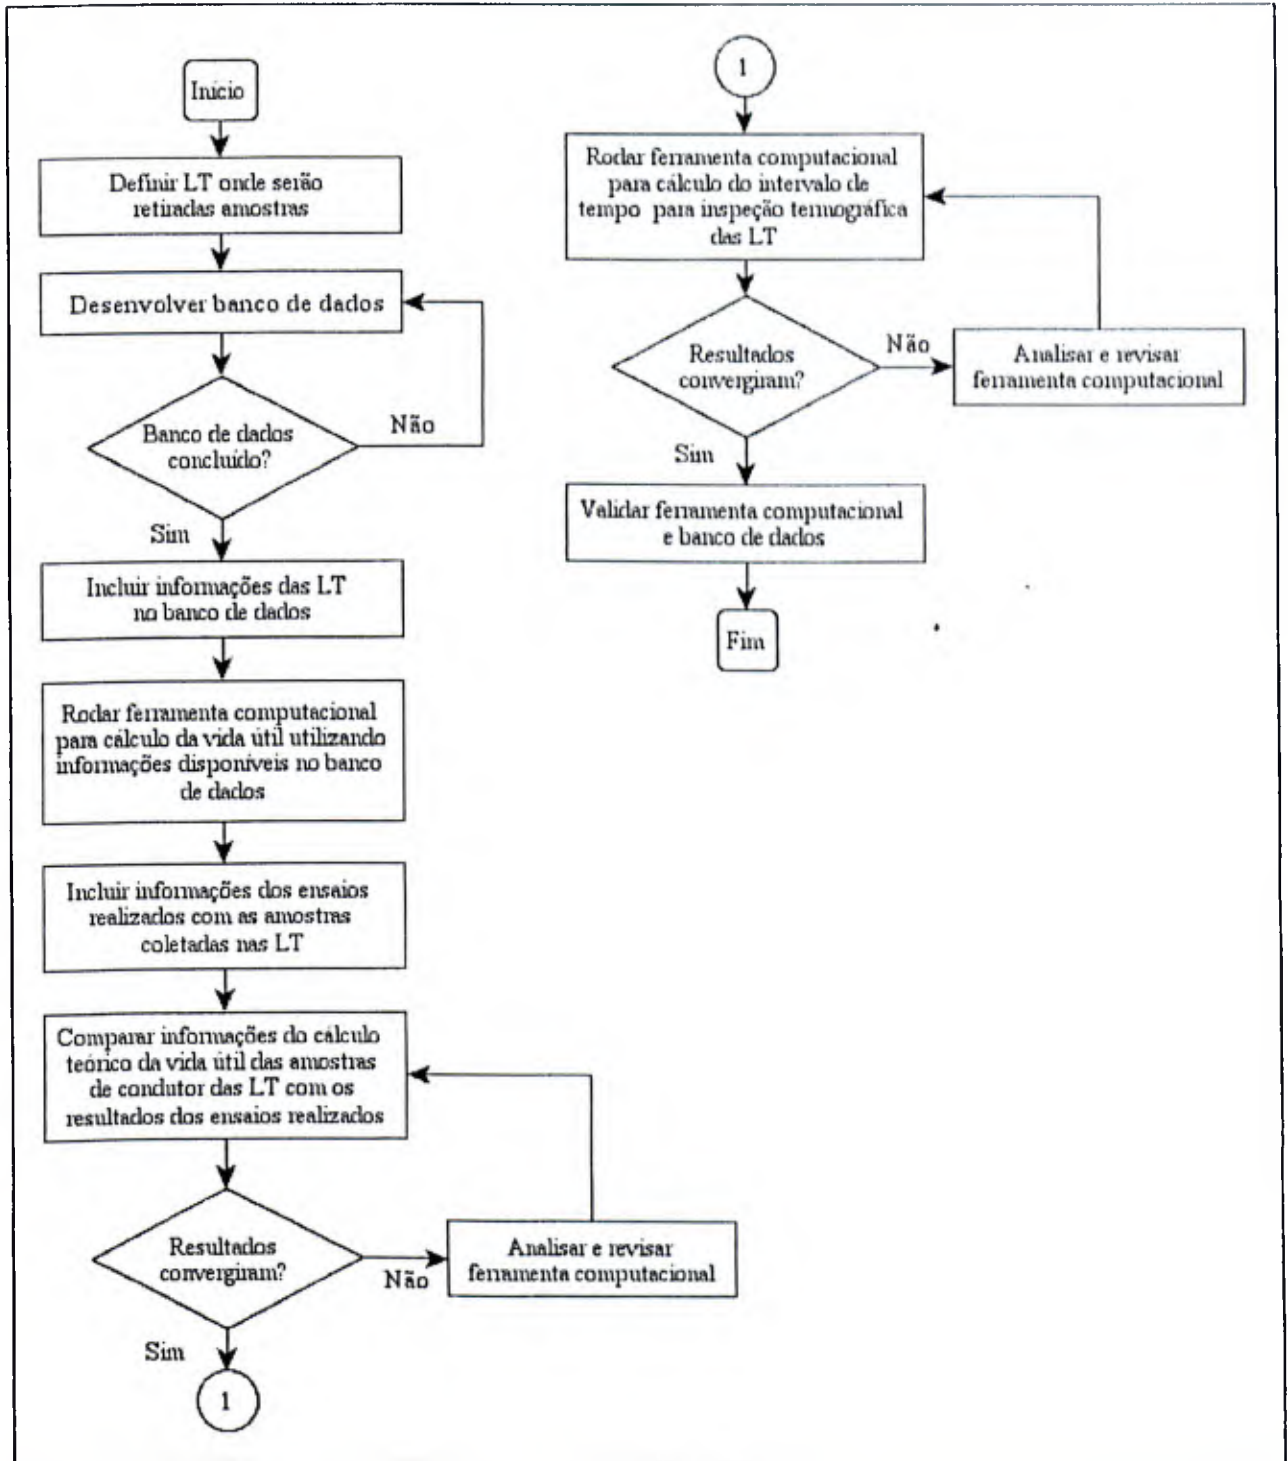 Início
Definir LT onde serão
retiradas amostras
Desenvolver banco de dados
Banco de dados
concluído?
Não
Sim
Incluir informações das LT
no banco de dados
Rodar ferramenta computacional
para cálculo da vida útil utilizando
informações disponíveis no banco
de dados
Incluir informações dos ensaios
realizados com as amostras
coletadas nas LT
Comparar informações do cálculo
teórico da vida útil das amostras
de condutor das LT com os
resultados dos ensaios realizados
Resultados
convergiram?
Não
Analisar e revisar
ferramenta computacional
Sim
1
1
Rodar ferramenta computacional
para cálculo do intervalo de
tempo para inspeção termográfica
das LT
Resultados
convergiram?
Não
Analisar e revisar
ferramenta computacional
Sim
Validar ferramenta computacional
e banco de dados
Fim